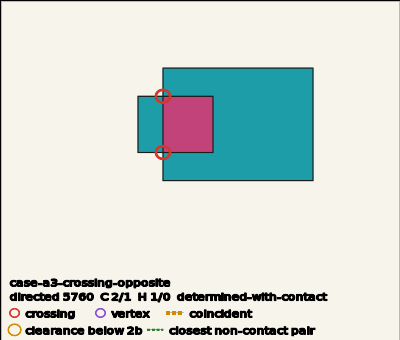 case-a3-crossing-opposite
directed 5760 C 2/1 H 1/0 determined-with-contact
crossing vertex coincident
clearance below 2b closest non-contact pair